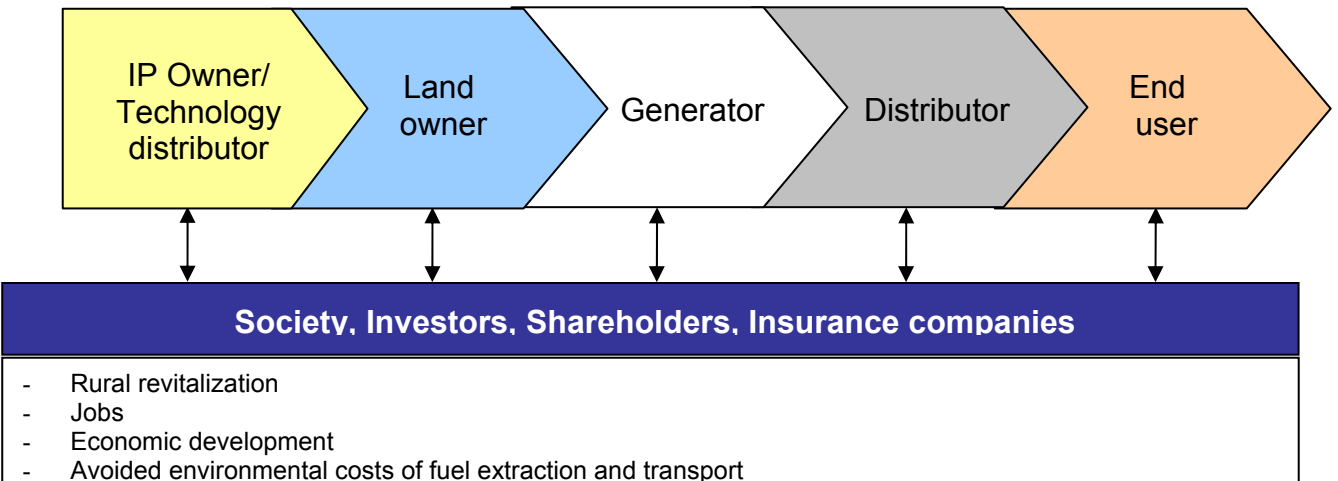 IP Owner/
Technology
distributor
Land
owner
Generator
Distributor
End
user
Society, Investors, Shareholders, Insurance companies
- Rural revitalization
- Jobs
- Economic development
- Avoided environmental costs of fuel extraction and transport